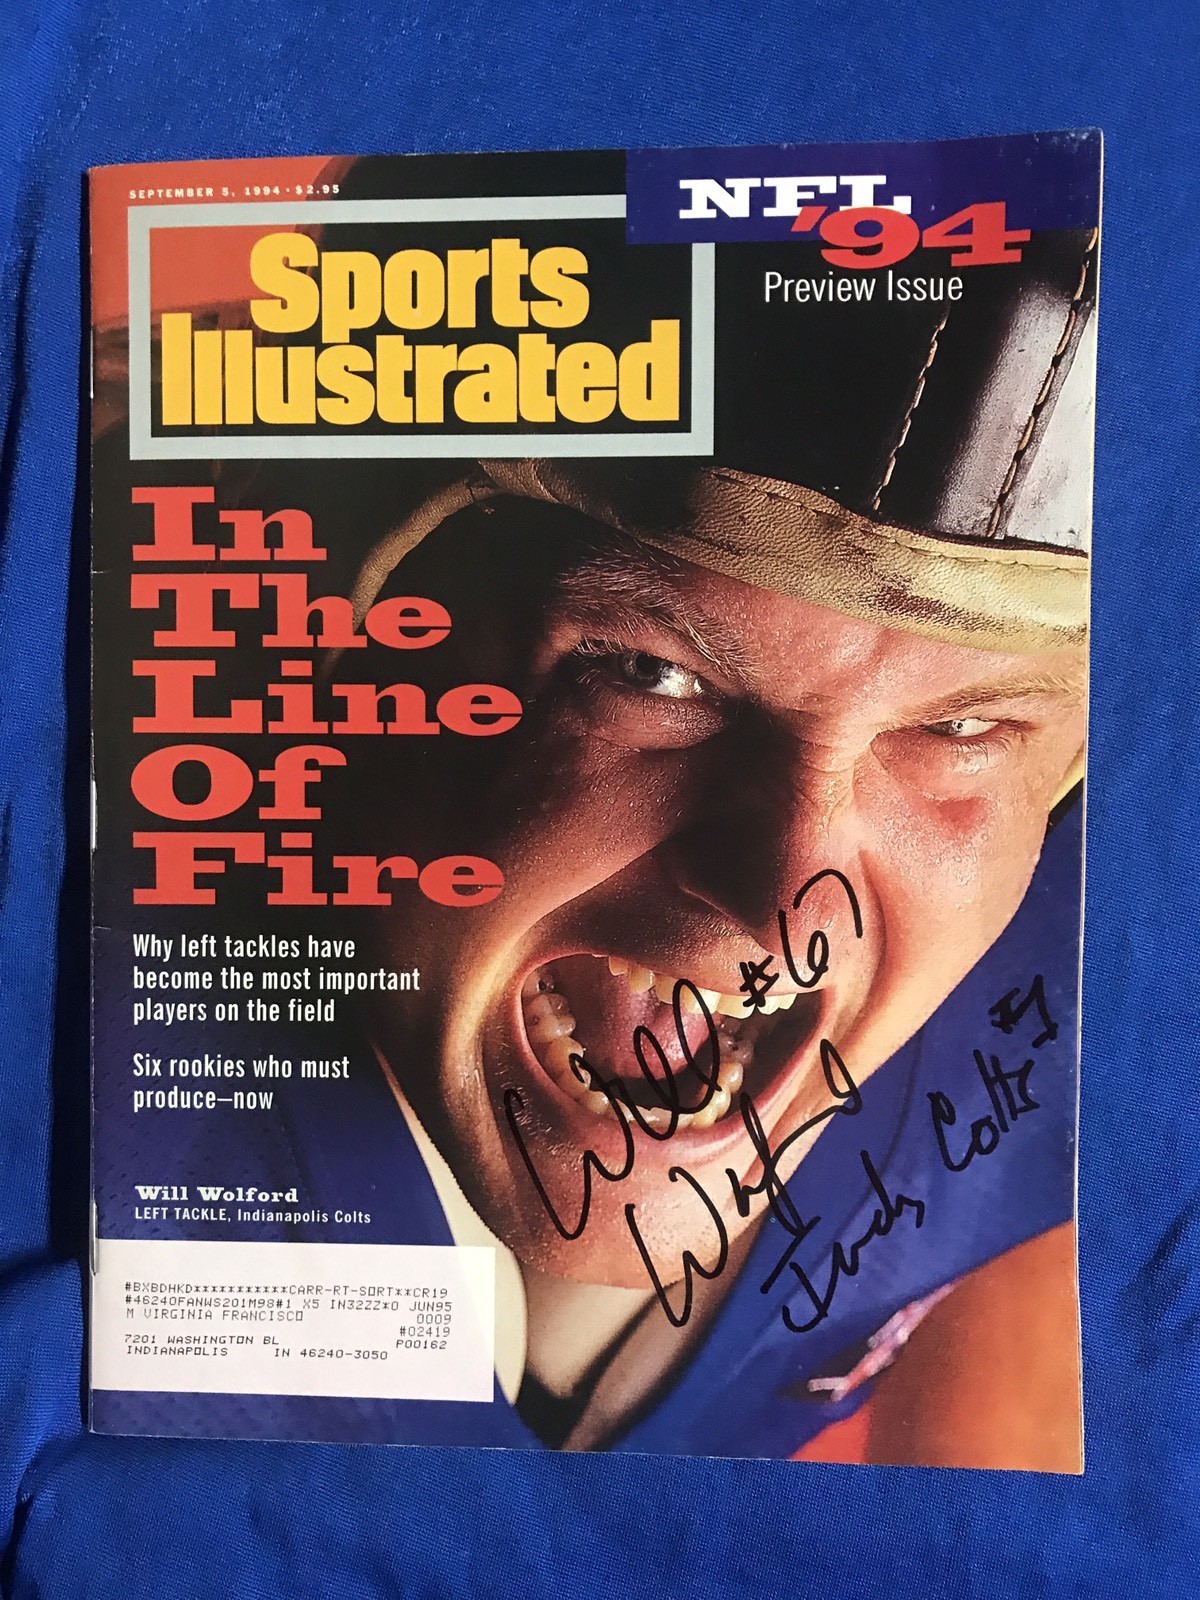 SEPTEMBER 5, 1994 · $2.95
NFL
'94
Preview Issue
Sports
Illustrated
In
The
Line
Of
Fire
Why left tackles have
become the most important
players on the field
Six rookies who must
produce—now
Will Wolford
LEFT TACKLE, Indianapolis Colts
#BXBDHKD***********CARR-RT-SORT**CR19
#46240FANWS201M98#1 X5 IN32ZZ*0 JUN95
M VIRGINIA FRANCISCO 0009
#02419
7201 WASHINGTON BL P00162
INDIANAPOLIS IN 46240-3050
Will #67
Wolford
Indy Colts #1